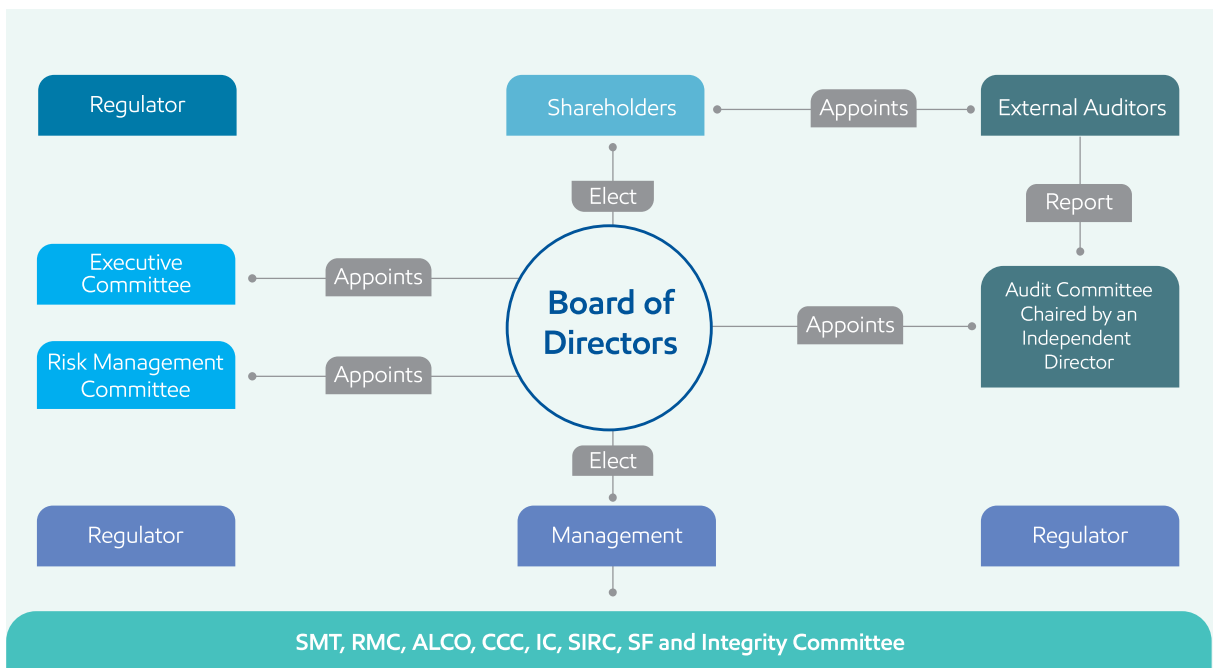 Regulator
Shareholders
Appoints
External Auditors
Elect
Report
Executive
Committee
Appoints
Board of
Directors
Appoints
Audit Committee
Chaired by an
Independent
Director
Risk Management
Committee
Appoints
Elect
Regulator
Management
Regulator
SMT, RMC, ALCO, CCC, IC, SIRC, SF and Integrity Committee